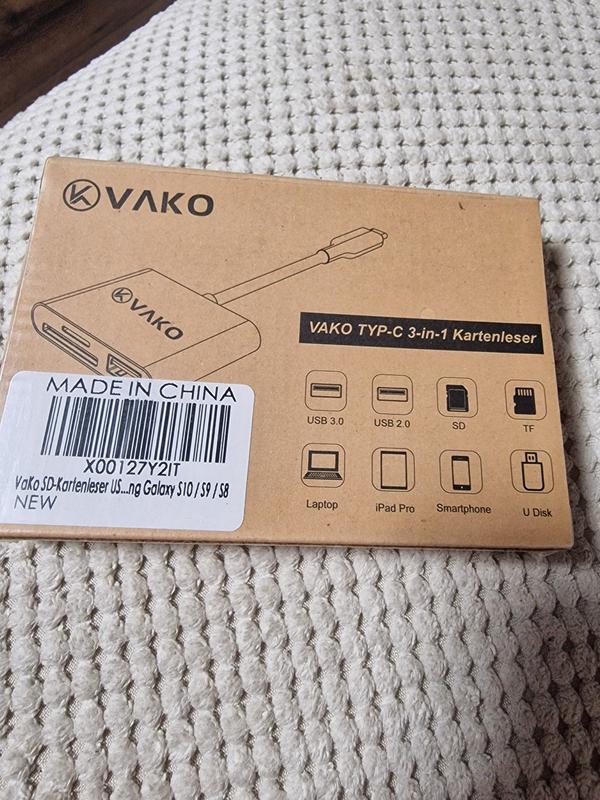 VAKO
VAKO
VAKO TYP-C 3-in-1 Kartenleser
USB 3.0
USB 2.0
SD
TF
Laptop
iPad Pro
Smartphone
U Disk
MADE IN CHINA
X00127Y2IT
VaKo SD-Kartenleser US...ng Galaxy S10 / S9 / S8
NEW